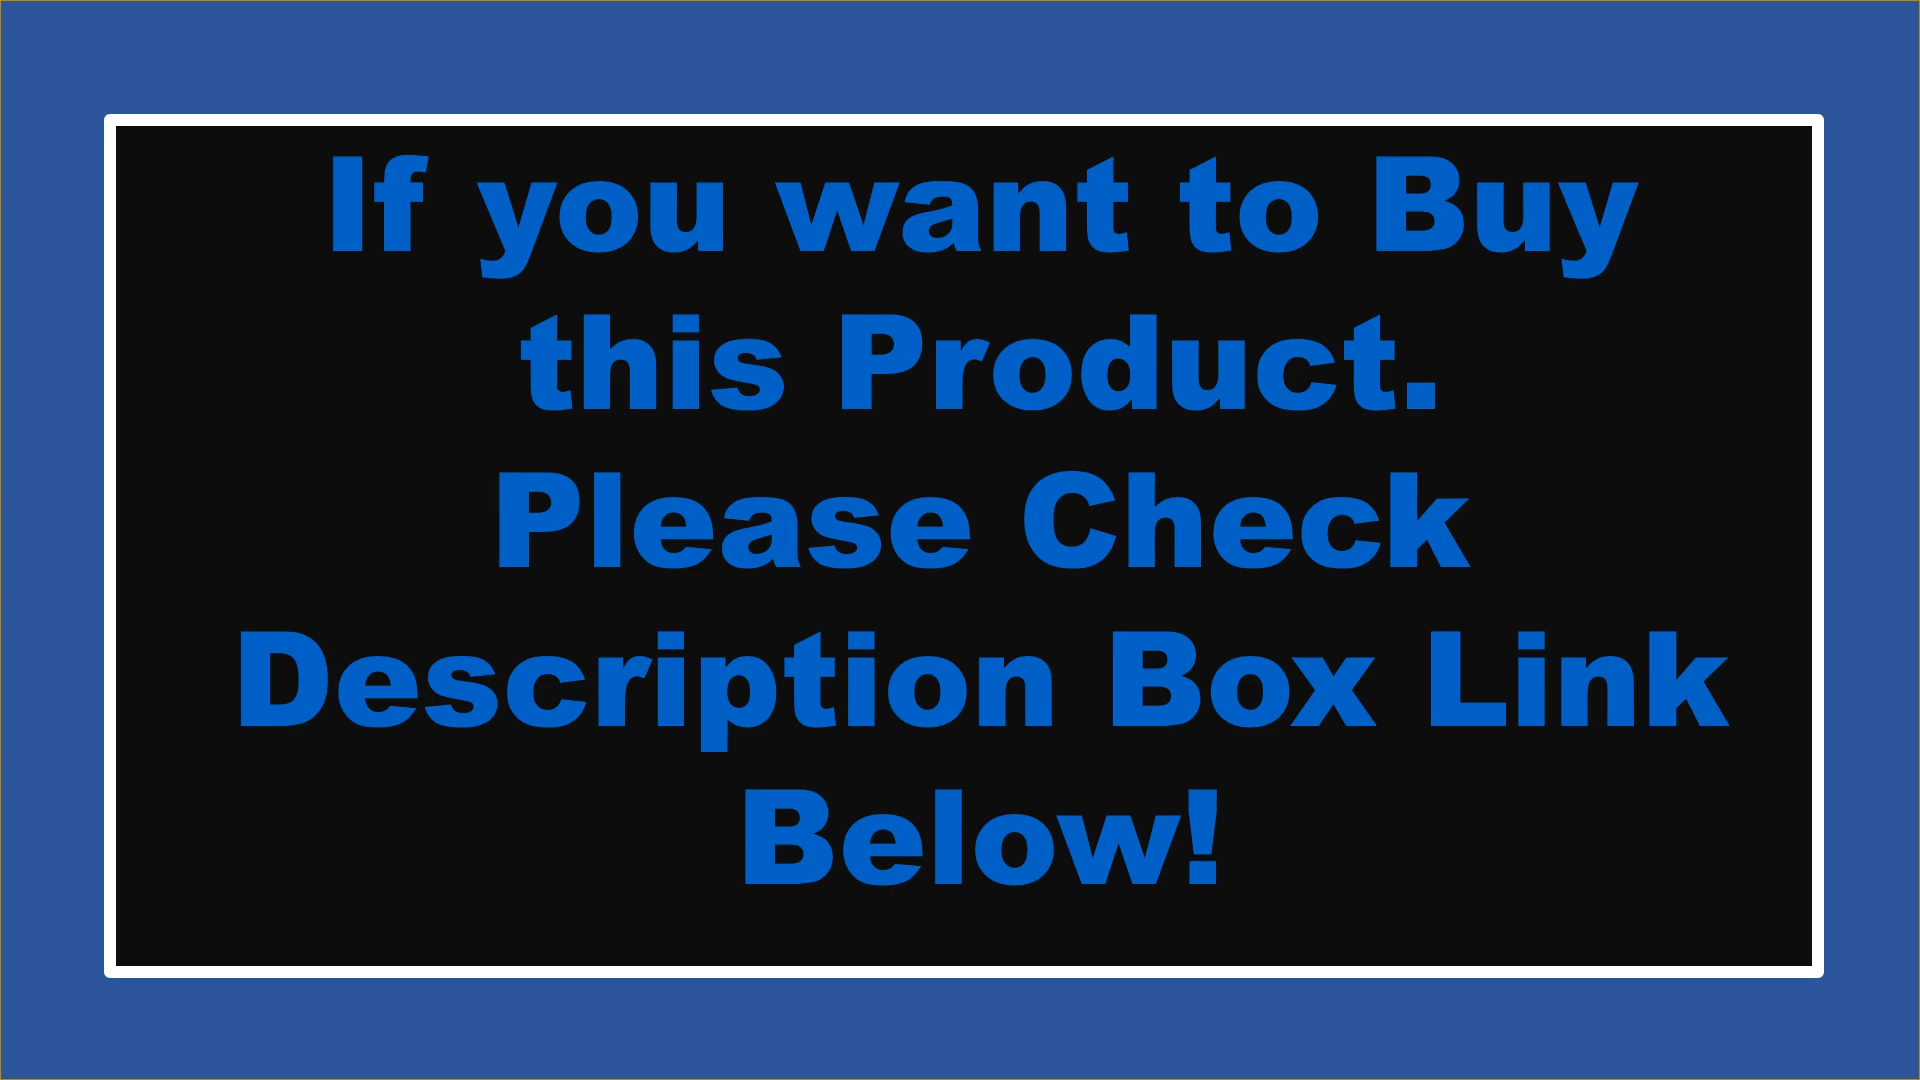 If you want to Buy
this Product.
Please Check
Description Box Link
Below!